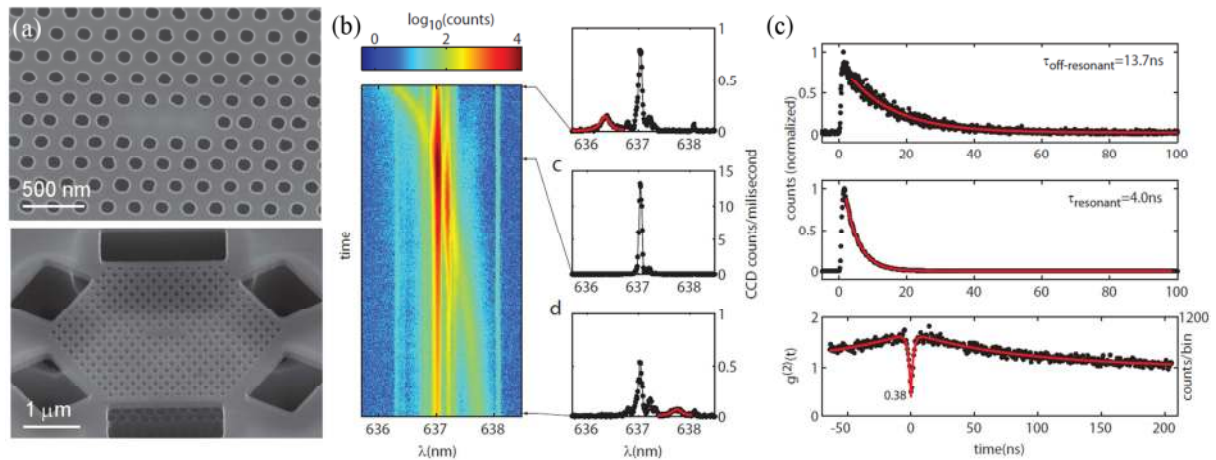 (a)
500 nm
1 µm
(b)
log10(counts)
0 2 4
time
636 637 638
λ(nm)
1
0.5
0
636 637 638
c
15
10
5
0
636 637 638
CCD counts/milisecond
d
1
0.5
0
636 637 638
λ(nm)
(c)
counts (normalized)
1
0.5
0
τoff-resonant=13.7ns
0 20 40 60 80 100
1
0.5
0
τresonant=4.0ns
0 20 40 60 80 100
g(2)(t)
2
1
0
0.38
1200
counts/bin
-50 0 50 100 150 200
time(ns)